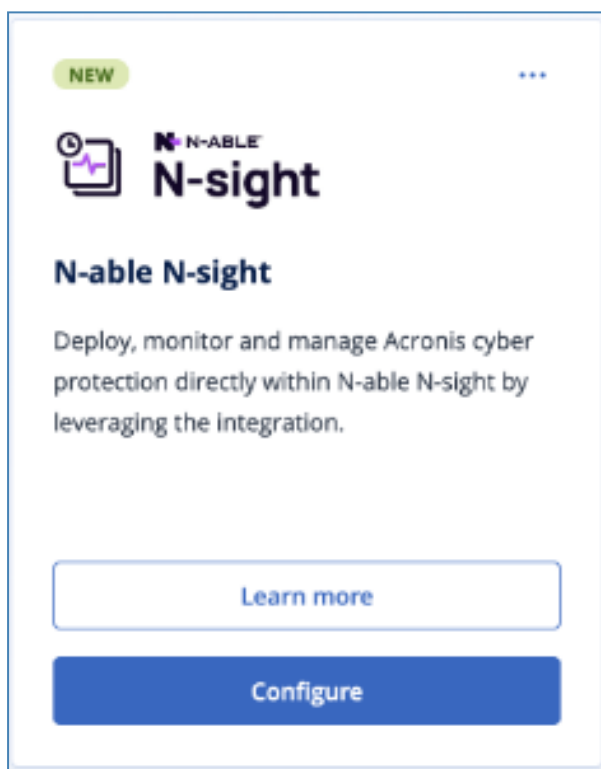 NEW
N-ABLE
N-sight
N-able N-sight
Deploy, monitor and manage Acronis cyber
protection directly within N-able N-sight by
leveraging the integration.
Learn more
Configure